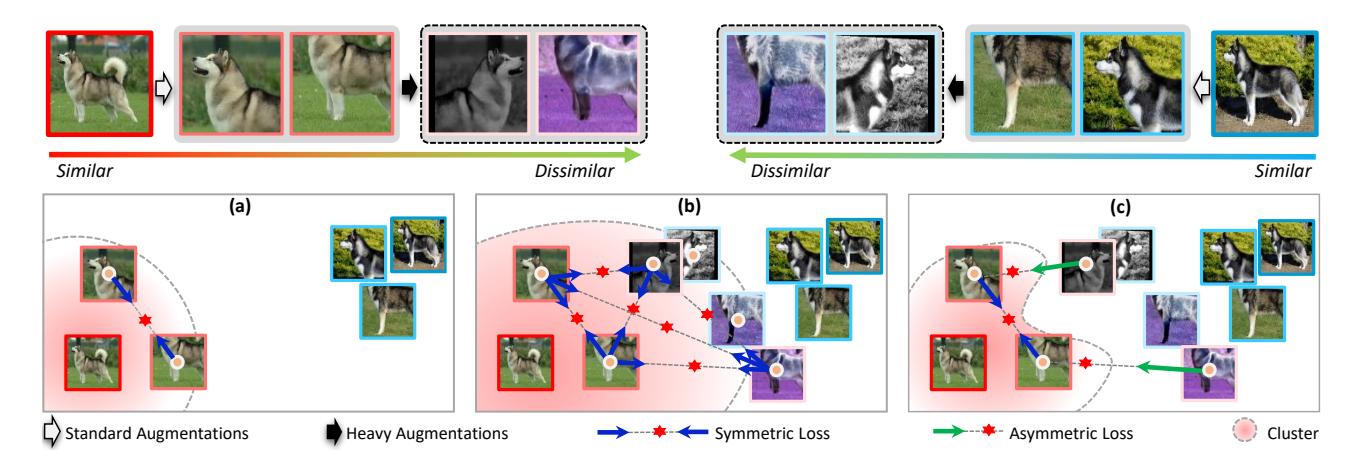 Similar
Dissimilar
Dissimilar
Similar
(a)
(b)
(c)
Standard Augmentations
Heavy Augmentations
Symmetric Loss
Asymmetric Loss
Cluster